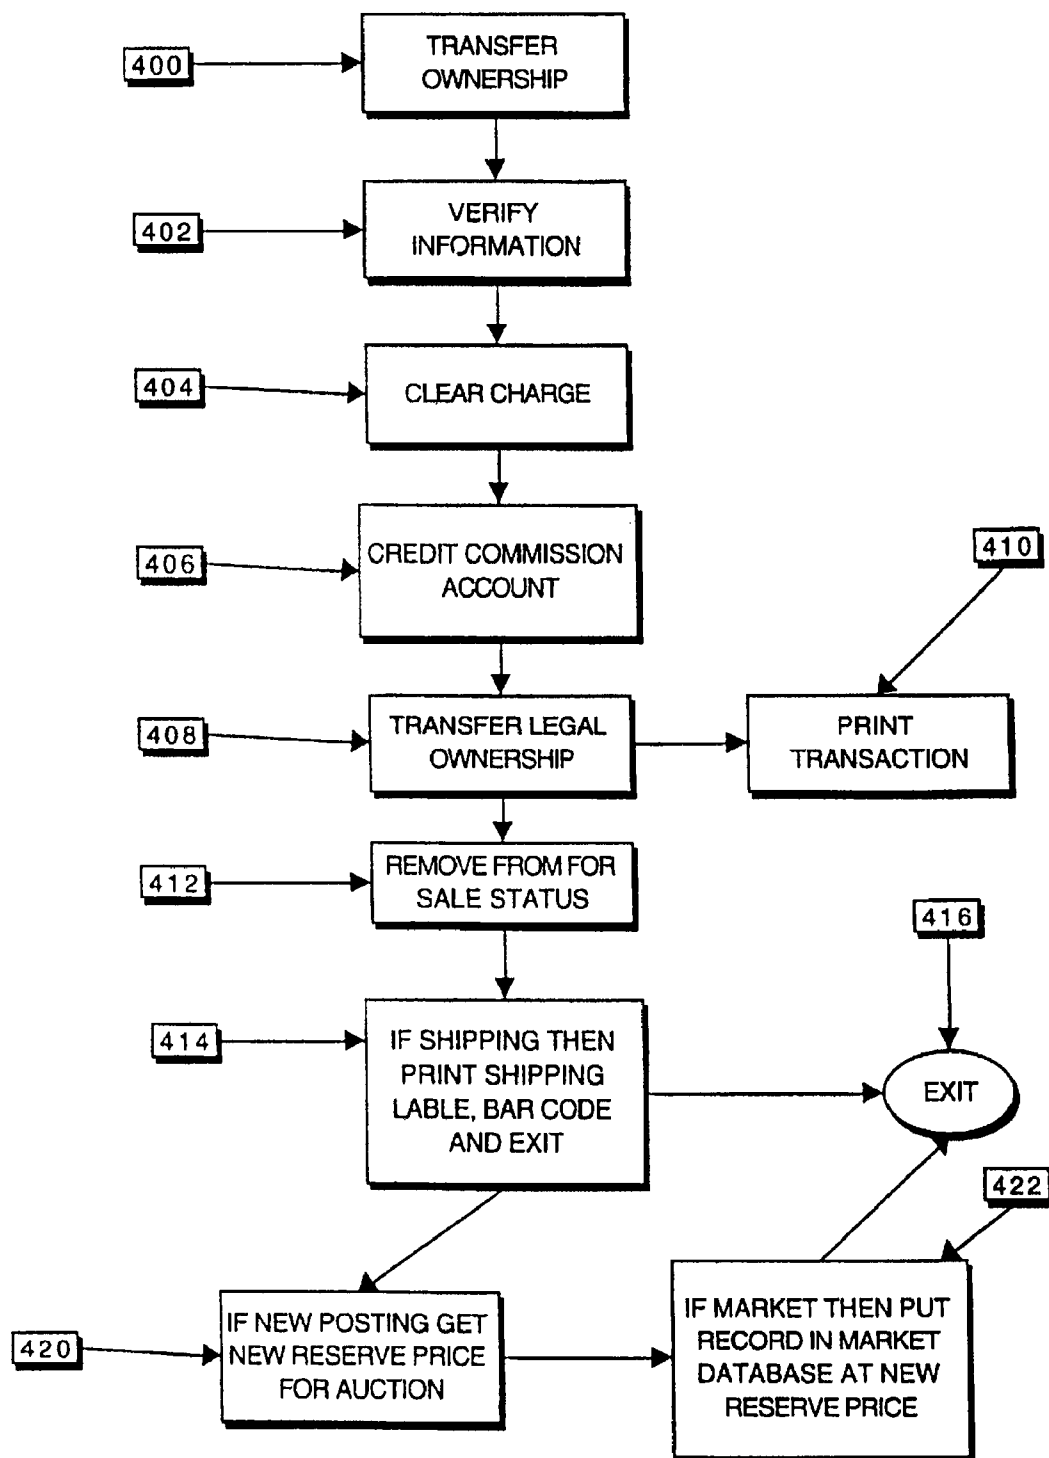 400
TRANSFER
OWNERSHIP
402
VERIFY
INFORMATION
404
CLEAR CHARGE
406
CREDIT COMMISSION
ACCOUNT
410
408
TRANSFER LEGAL
OWNERSHIP
PRINT
TRANSACTION
412
REMOVE FROM FOR
SALE STATUS
416
414
IF SHIPPING THEN
PRINT SHIPPING
LABLE, BAR CODE
AND EXIT
EXIT
422
420
IF NEW POSTING GET
NEW RESERVE PRICE
FOR AUCTION
IF MARKET THEN PUT
RECORD IN MARKET
DATABASE AT NEW
RESERVE PRICE